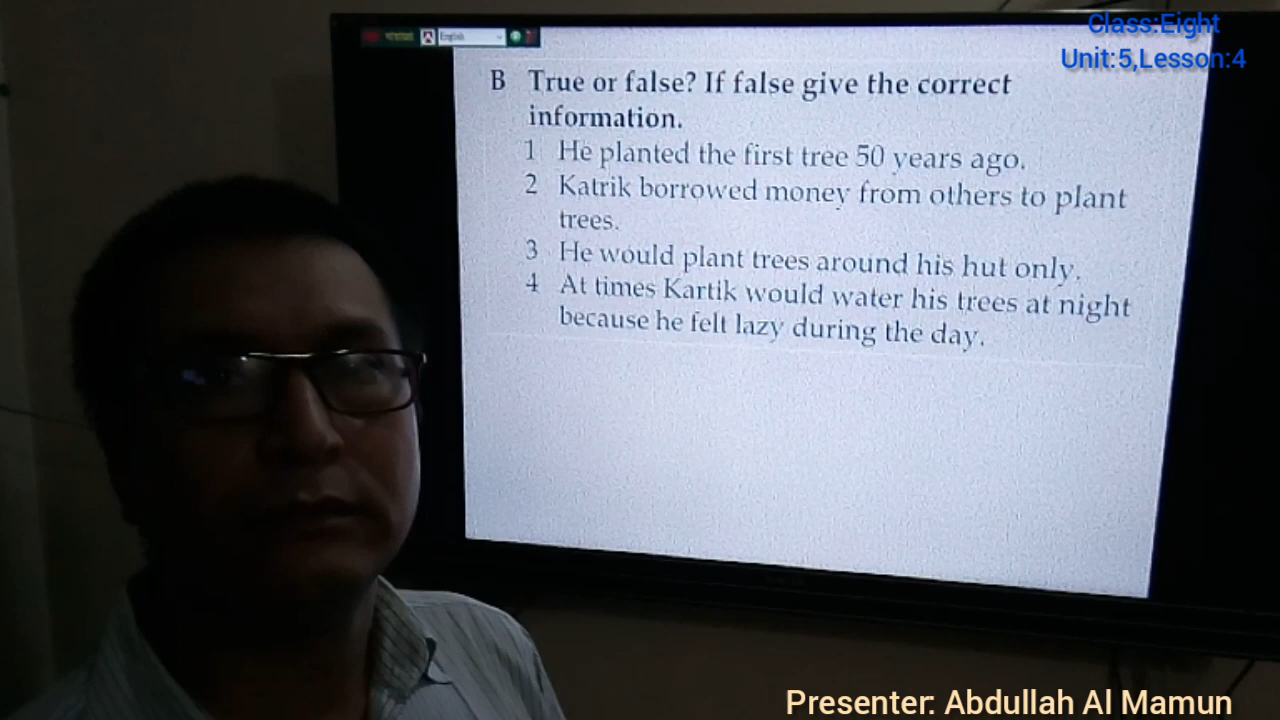 Class:Eight
Unit:5,Lesson:4
English
B True or false? If false give the correct
information.
1 He planted the first tree 50 years ago.
2 Katrik borrowed money from others to plant
trees.
3 He would plant trees around his hut only.
4 At times Kartik would water his trees at night
because he felt lazy during the day.
Presenter: Abdullah Al Mamun